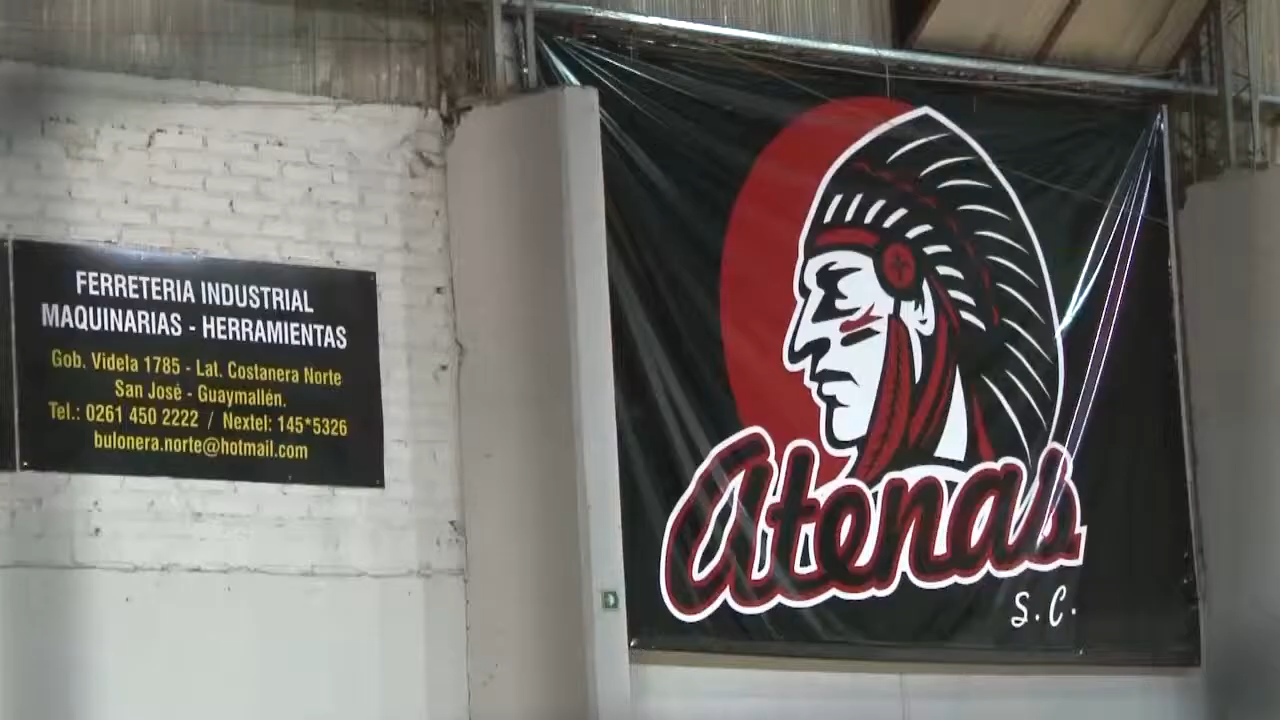 FERRETERIA INDUSTRIAL
MAQUINARIAS - HERRAMIENTAS
Gob. Videla 1785 - Lat. Costanera Norte
San José - Guaymallén.
Tel.: 0261 450 2222 / Nextel: 145*5326
bulonera.norte@hotmail.com
Atenas
S.C.